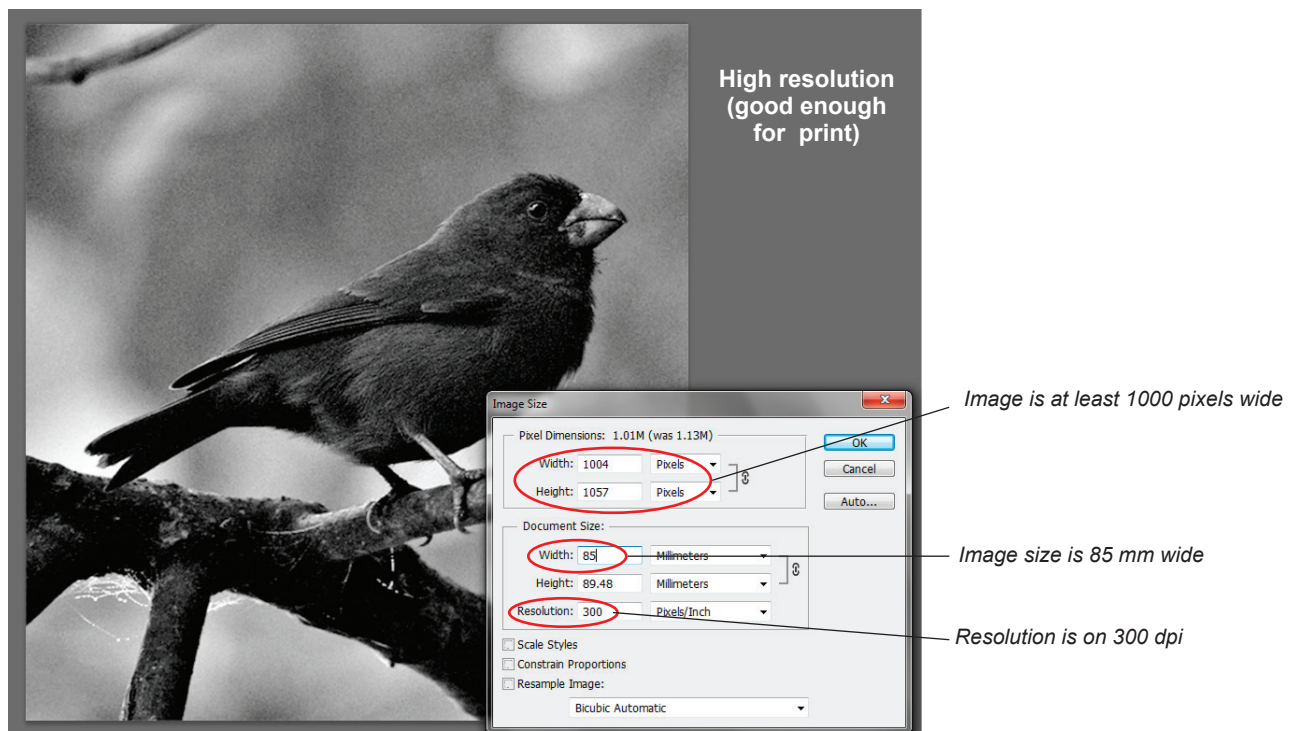 High resolution
(good enough
for print)
Image Size
Pixel Dimensions: 1.01M (was 1.13M)
Width: 1004 Pixels
Height: 1057 Pixels
Document Size:
Width: 85 Millimeters
Height: 89.48 Millimeters
Resolution: 300 Pixels/Inch
Scale Styles
Constrain Proportions
Resample Image:
Bicubic Automatic
OK
Cancel
Auto...
Image is at least 1000 pixels wide
Image size is 85 mm wide
Resolution is on 300 dpi